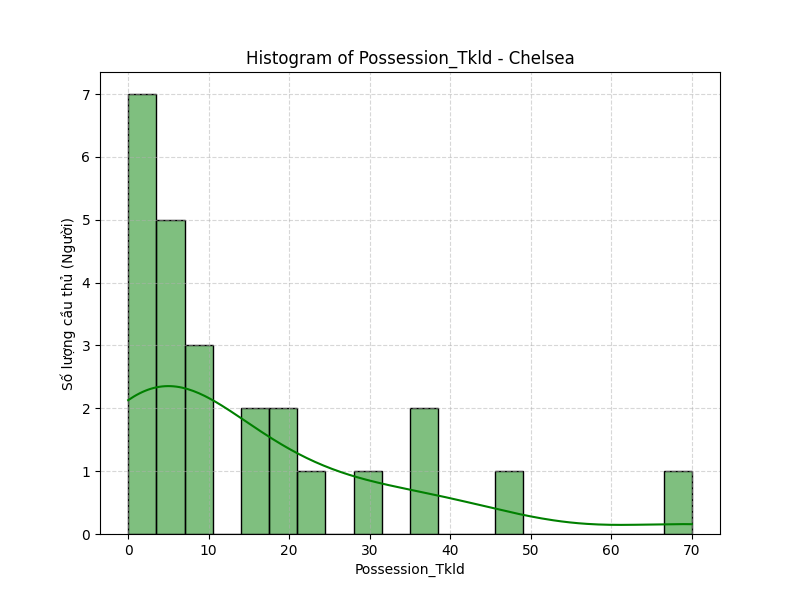 Histogram of Possession_Tkld - Chelsea
7
6
5
4
3
2
1
0
Số lượng cầu thủ (Người)
0 10 20 30 40 50 60 70
Possession_Tkld